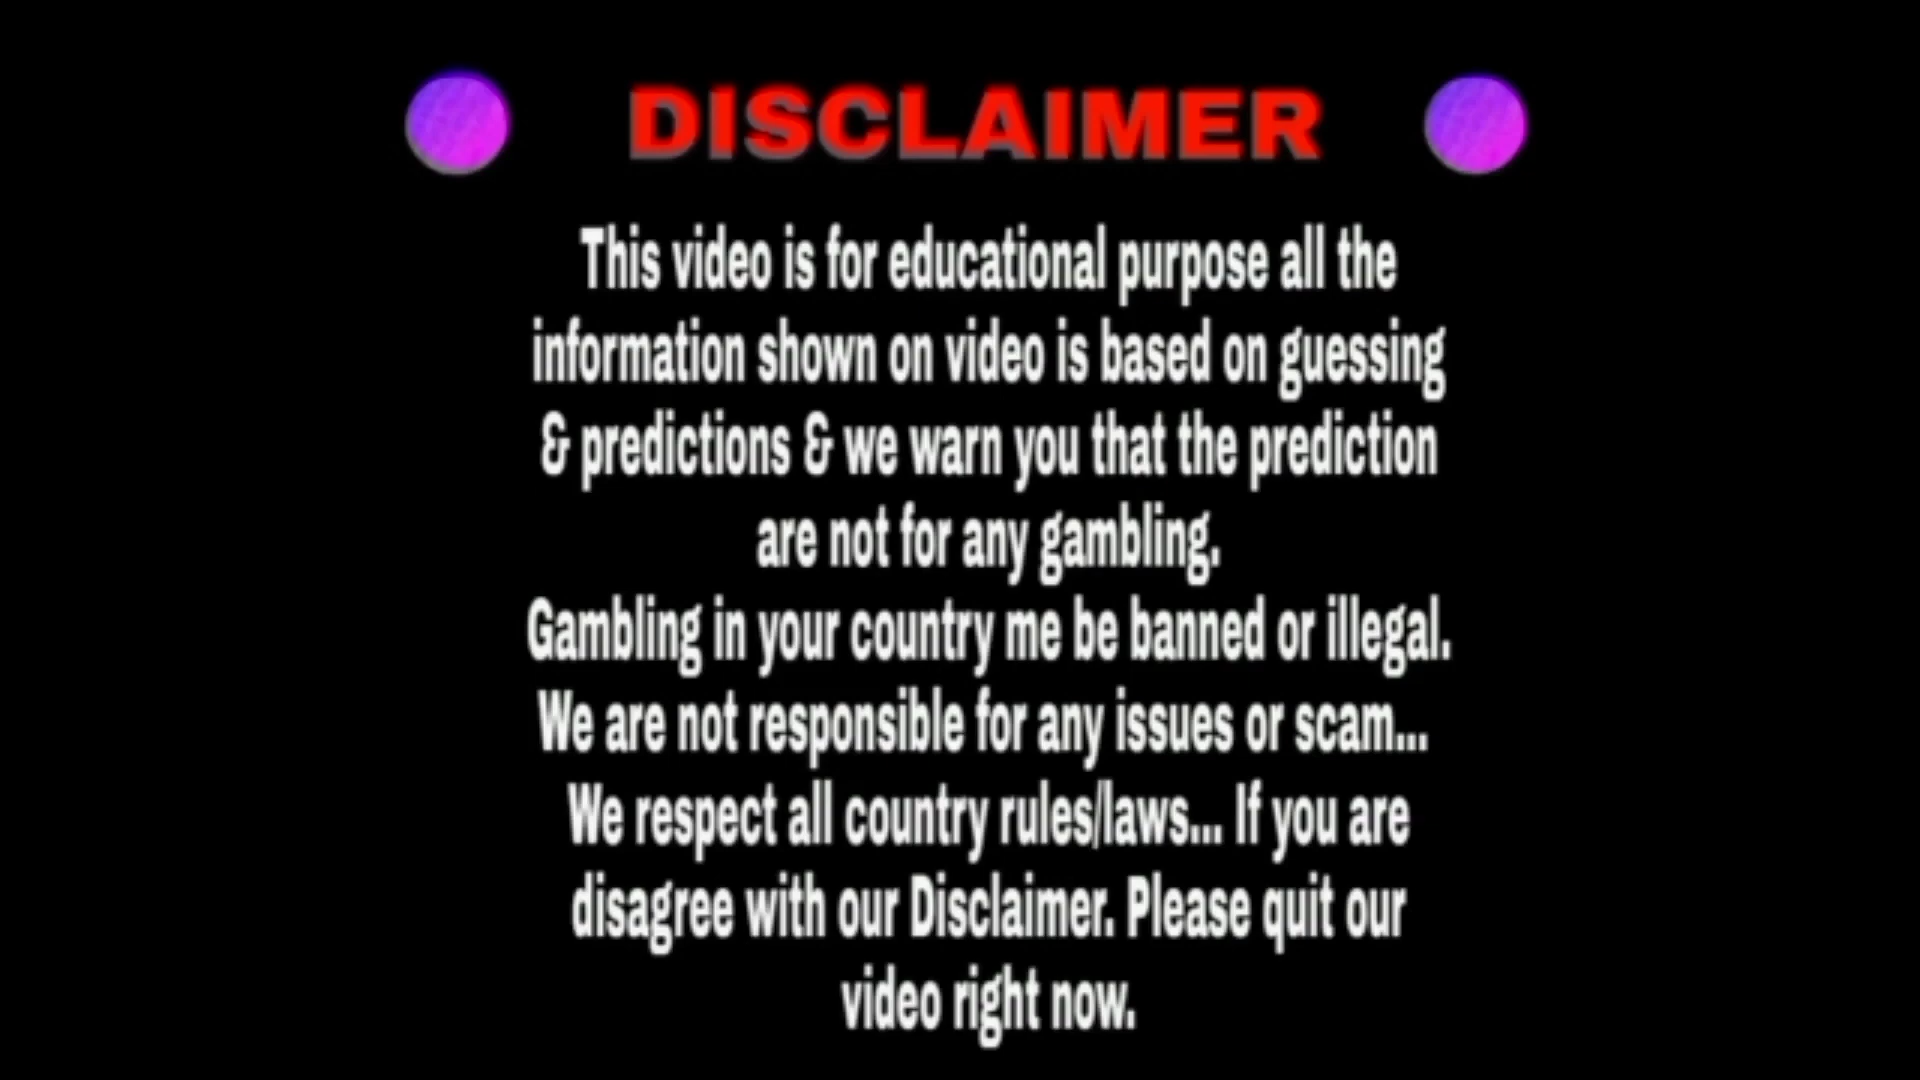 DISCLAIMER
This video is for educational purpose all the
information shown on video is based on guessing
& predictions & we warn you that the prediction
are not for any gambling.
Gambling in your country me be banned or illegal.
We are not responsible for any issues or scam...
We respect all country rules/laws... If you are
disagree with our Disclaimer. Please quit our
video right now.